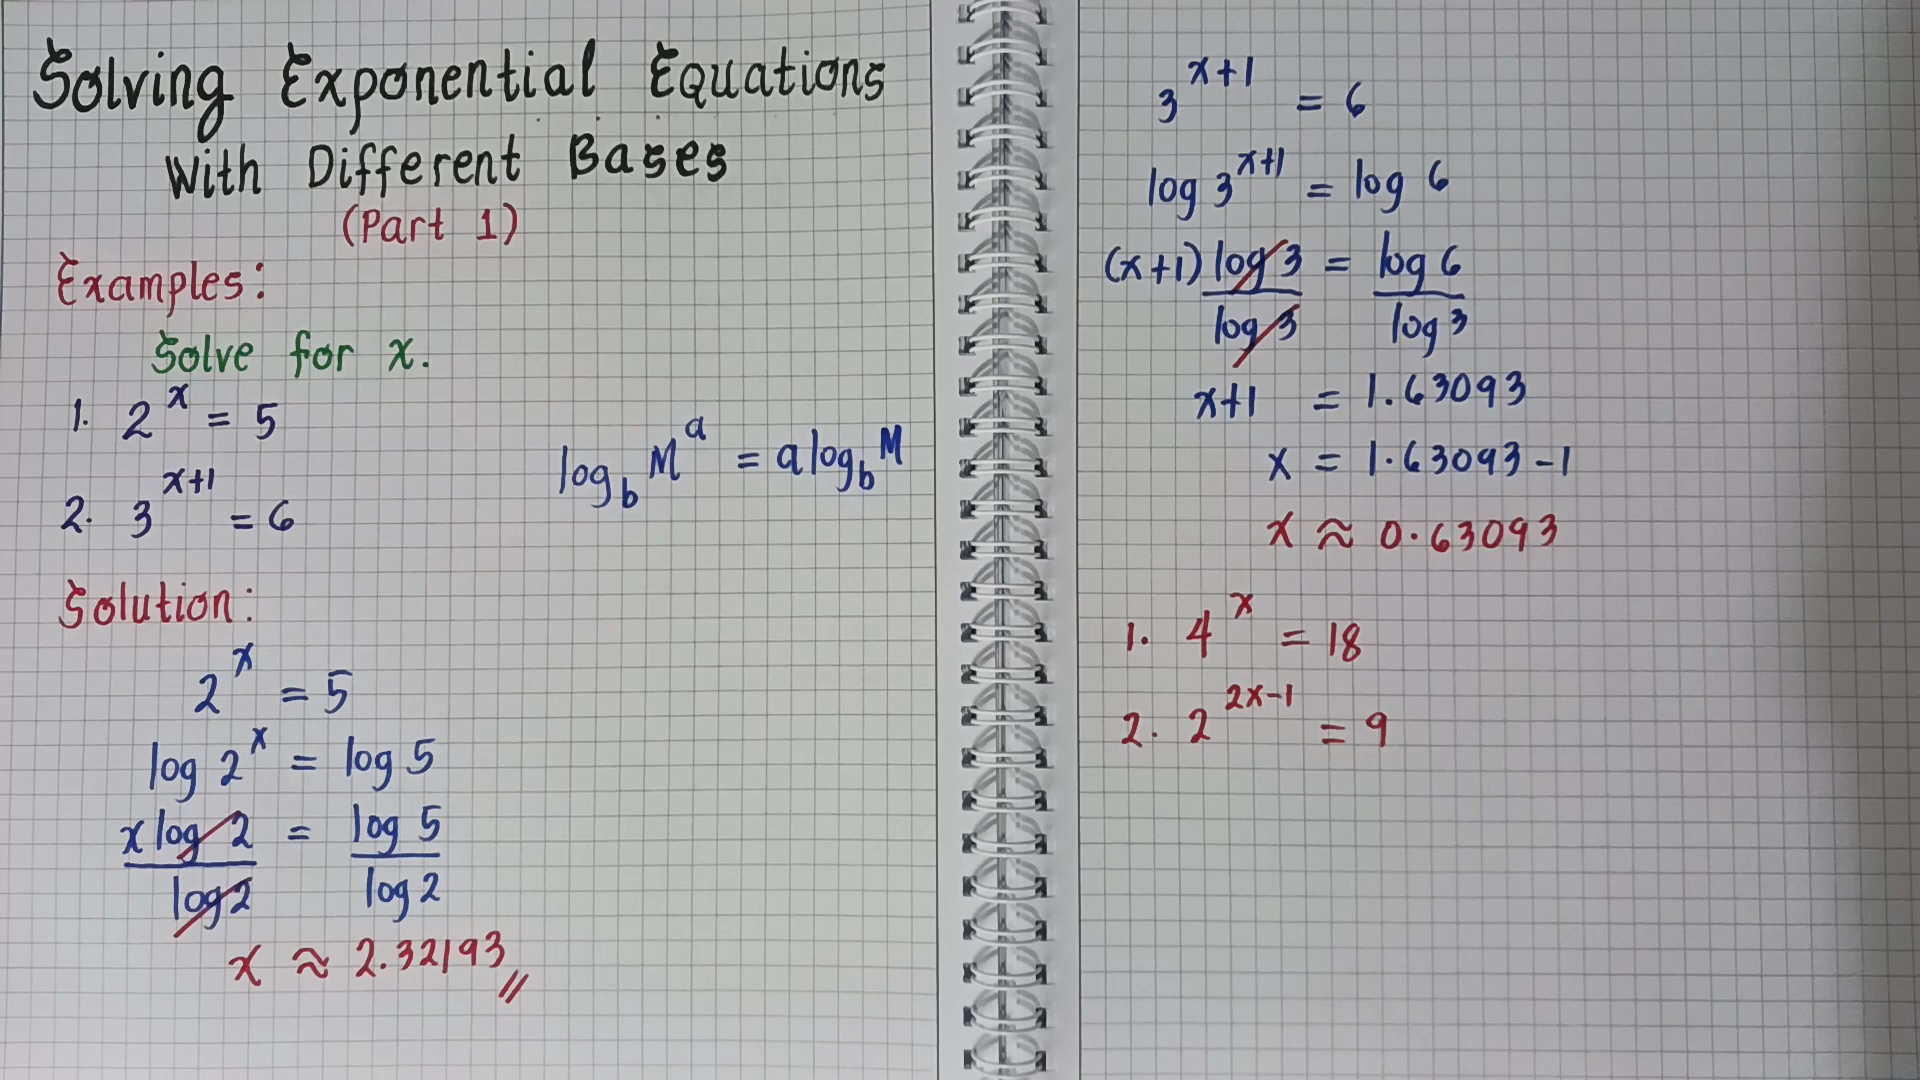 Solving Exponential Equations
With Different Bases
(Part 1)
Examples:
Solve for x.
1. 2^x = 5
2. 3^(x+1) = 6
log_b M^a = a log_b M
Solution:
2^x = 5
log 2^x = log 5
x log 2 / log 2 = log 5 / log 2
x ≈ 2.32193
3^(x+1) = 6
log 3^(x+1) = log 6
(x+1) log 3 / log 3 = log 6 / log 3
x+1 = 1.63093
x = 1.63093 - 1
x ≈ 0.63093
1. 4^x = 18
2. 2^(2x-1) = 9